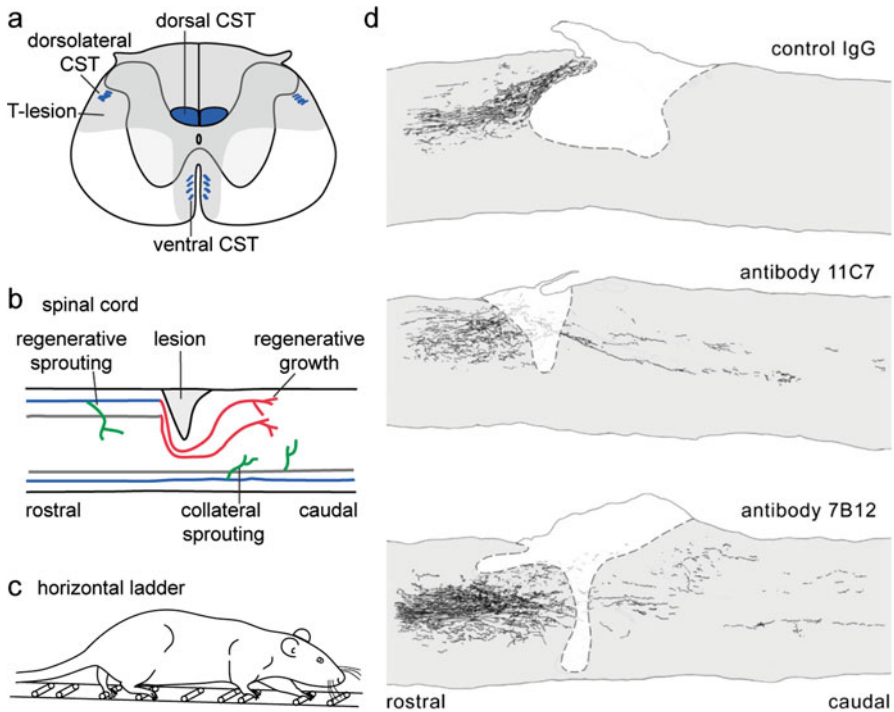 a
dorsal CST
dorsolateral
CST
T-lesion
ventral CST
b
spinal cord
regenerative
sprouting
lesion
regenerative
growth
rostral
collateral
sprouting
caudal
c
horizontal ladder
d
control IgG
antibody 11C7
antibody 7B12
rostral
caudal